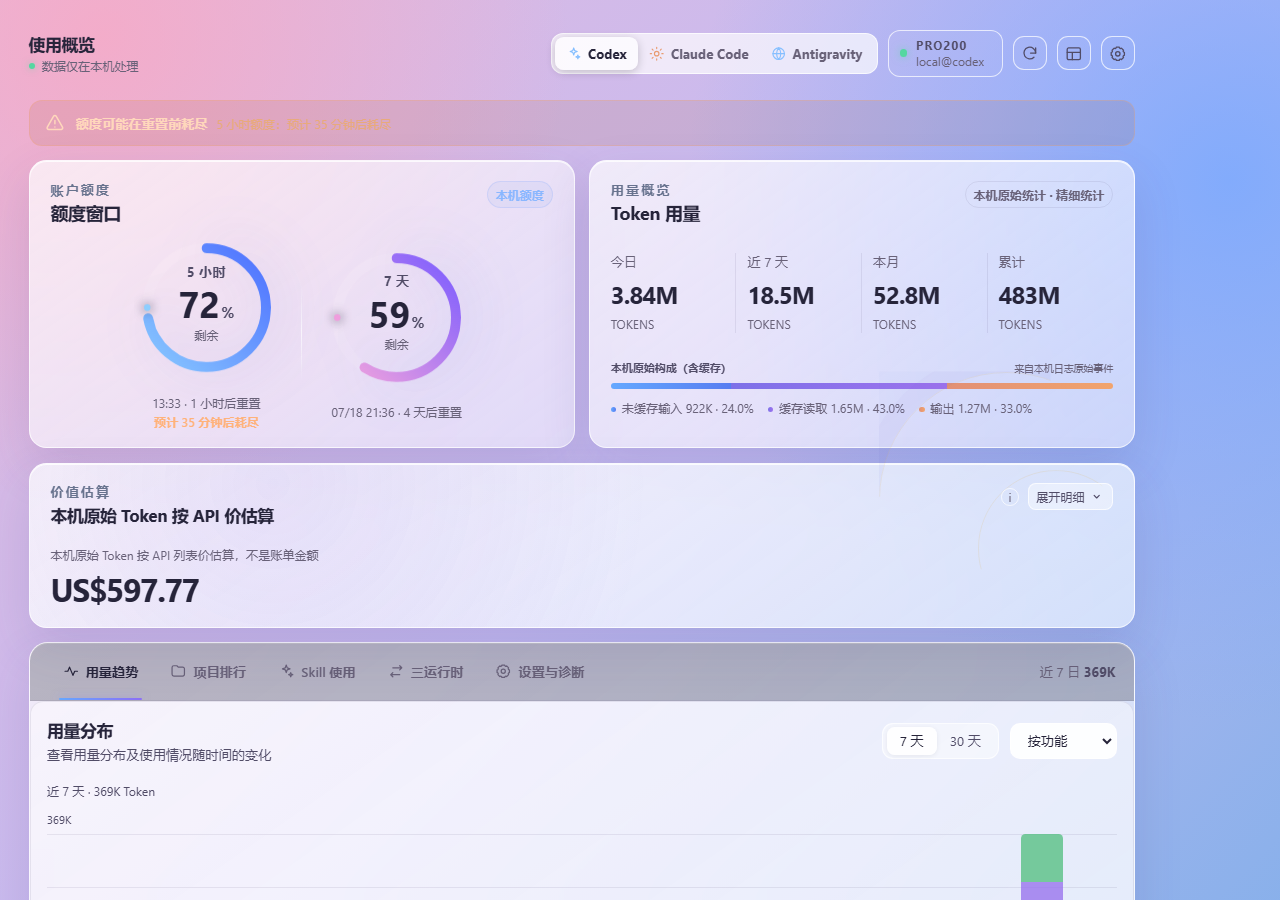 使用概览
数据仅在本机处理
Codex
Claude Code
Antigravity
PRO200
local@codex
额度可能在重置前耗尽
账户额度
额度窗口
本机额度
5 小时
72%
剩余
13:33 · 1 小时后重置
预计 35 分钟后耗尽
7 天
59%
剩余
07/18 21:36 · 4 天后重置
用量概览
Token 用量
本机原始统计 · 精细统计
今日
3.84M
TOKENS
近 7 天
18.5M
TOKENS
本月
52.8M
TOKENS
累计
483M
TOKENS
本机原始构成（含缓存）
来自本机日志原始事件
未缓存输入 922K · 24.0%
缓存读取 1.65M · 43.0%
输出 1.27M · 33.0%
价值估算
本机原始 Token 按 API 价估算
展开明细
本机原始 Token 按 API 列表价估算，不是账单金额
US$597.77
用量趋势
项目排行
Skill 使用
三运行时
设置与诊断
近 7 日 369K
用量分布
查看用量分布及使用情况随时间的变化
7 天
30 天
按功能
近 7 天 · 369K Token
369K